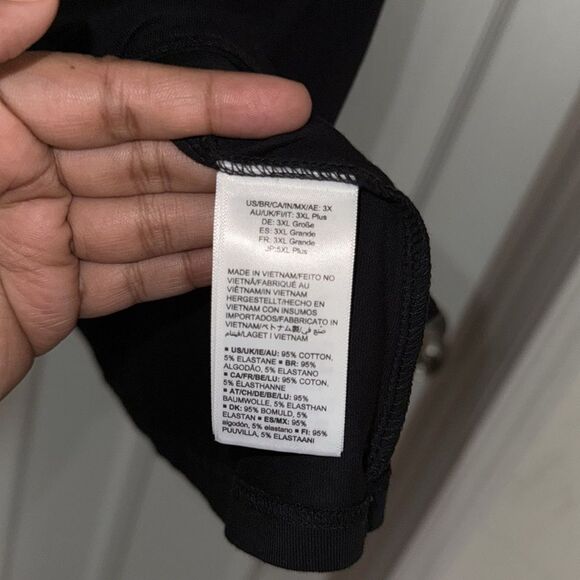 US/BR/CA/IN/MX/AE: 3X
AU/UK/FI/IT: 3XL Plus
DE: 3XL Große
ES: 3XL Grande
FR: 3XL Grande
JP:5XL Plus
MADE IN VIETNAM/FEITO NO
VIETNÃ/FABRIQUÉ AU
VIÊTNAM/IN VIETNAM
HERGESTELLT/HECHO EN
VIETNAM CON INSUMOS
IMPORTADOS/FABBRICATO IN
VIETNAM/ベトナム製/صنع في
فيتنام/LAGET I VIETNAM
▪ US/UK/IE/AU: 95% COTTON,
5% ELASTANE ▪ BR: 95%
ALGODÃO, 5% ELASTANO
▪ CA/FR/BE/LU: 95% COTON,
5% ÉLASTHANNE
▪ AT/CH/DE/BE/LU: 95%
BAUMWOLLE, 5% ELASTHAN
▪ DK: 95% BOMULD, 5%
ELASTAN ▪ ES/MX: 95%
algodón, 5% elastano ▪ FI: 95%
PUUVILLA, 5% ELASTAANI